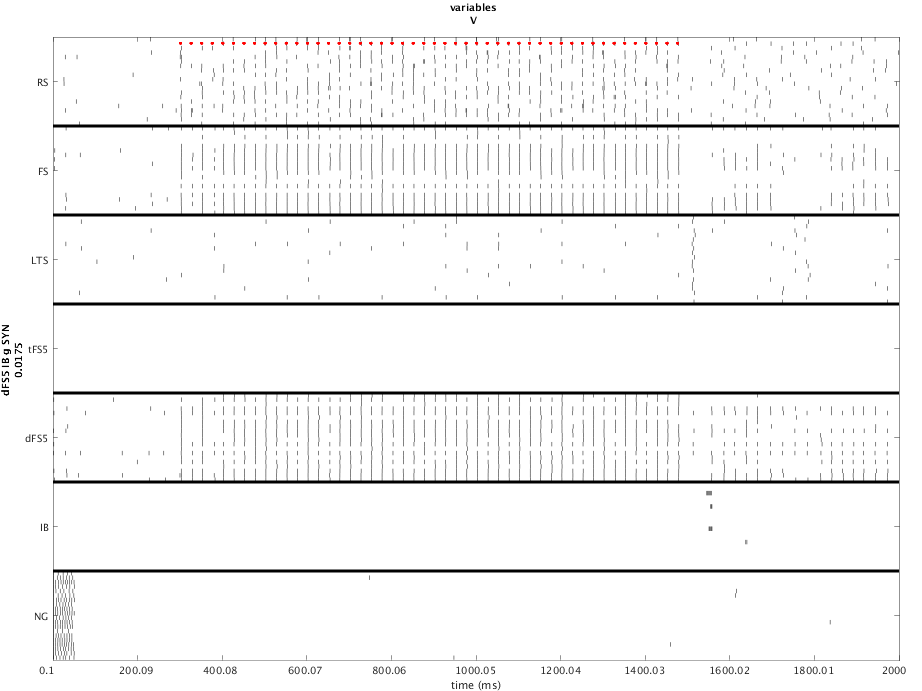 variables
V
RS
FS
LTS
tFS5
dFS5
IB
NG
dFS5 IB g SYN
0.0175
0.1 200.09 400.08 600.07 800.06 1000.05 1200.04 1400.03 1600.02 1800.01 2000
time (ms)